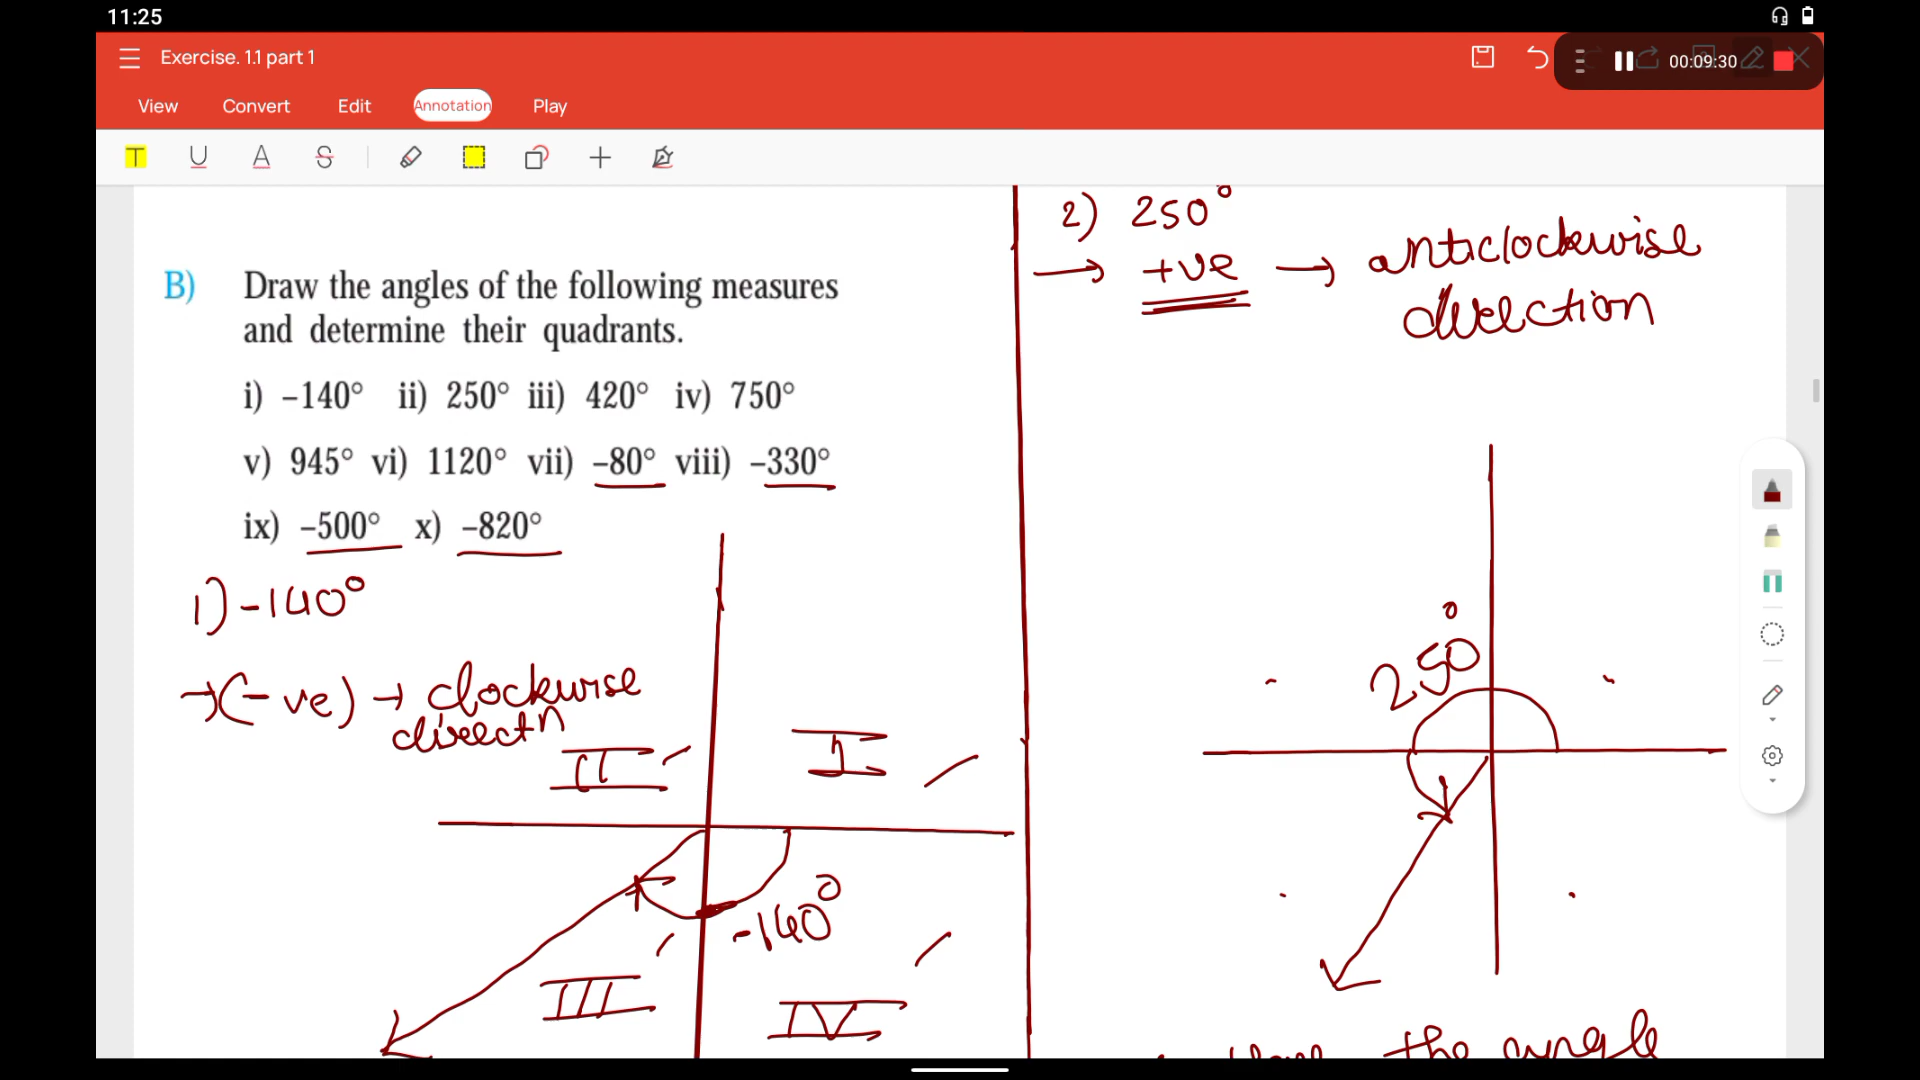 11:25
Exercise. 1.1 part 1
00:09:30
View Convert Edit Annotation Play
T U A S
B) Draw the angles of the following measures
and determine their quadrants.
i) –140° ii) 250° iii) 420° iv) 750°
v) 945° vi) 1120° vii) –80° viii) –330°
ix) –500° x) –820°
1) -140°
→(-ve) → clockwise
directn
II I
-140°
III IV
2) 250°
→ +ve → anticlockwise
direction
250°
the angle